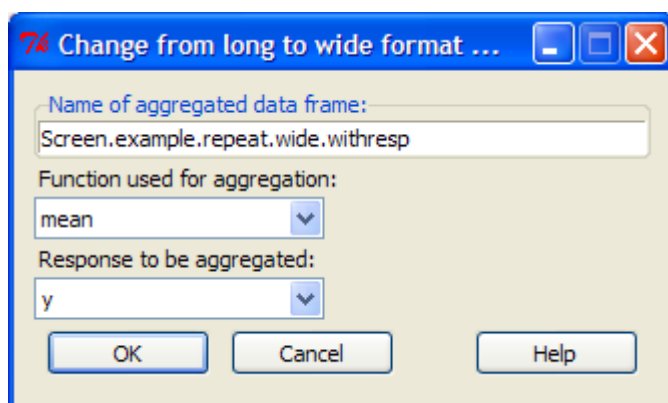 Change from long to wide format ...
Name of aggregated data frame:
Screen.example.repeat.wide.withresp
Function used for aggregation:
mean
Response to be aggregated:
y
OK Cancel Help